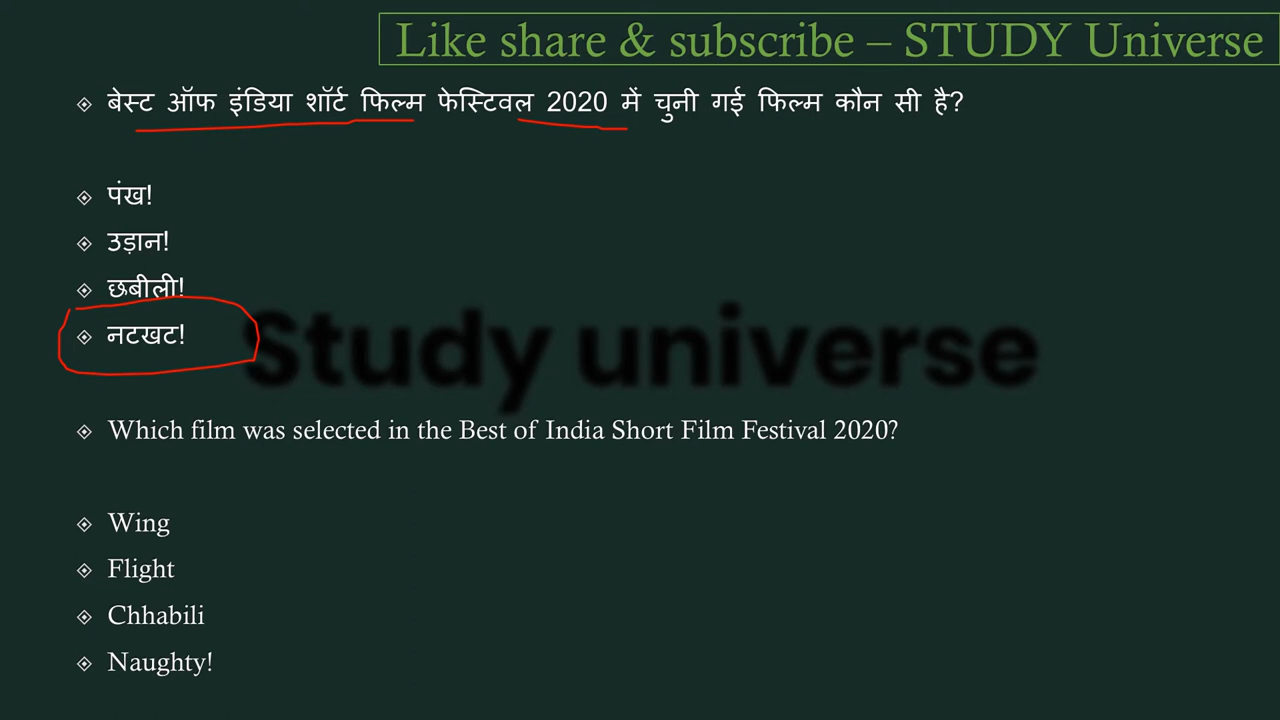 Like share & subscribe – STUDY Universe
बेस्ट ऑफ इंडिया शॉर्ट फिल्म फेस्टिवल 2020 में चुनी गई फिल्म कौन सी है?
पंख!
उड़ान!
छबीली!
नटखट!
Study universe
Which film was selected in the Best of India Short Film Festival 2020?
Wing
Flight
Chhabili
Naughty!